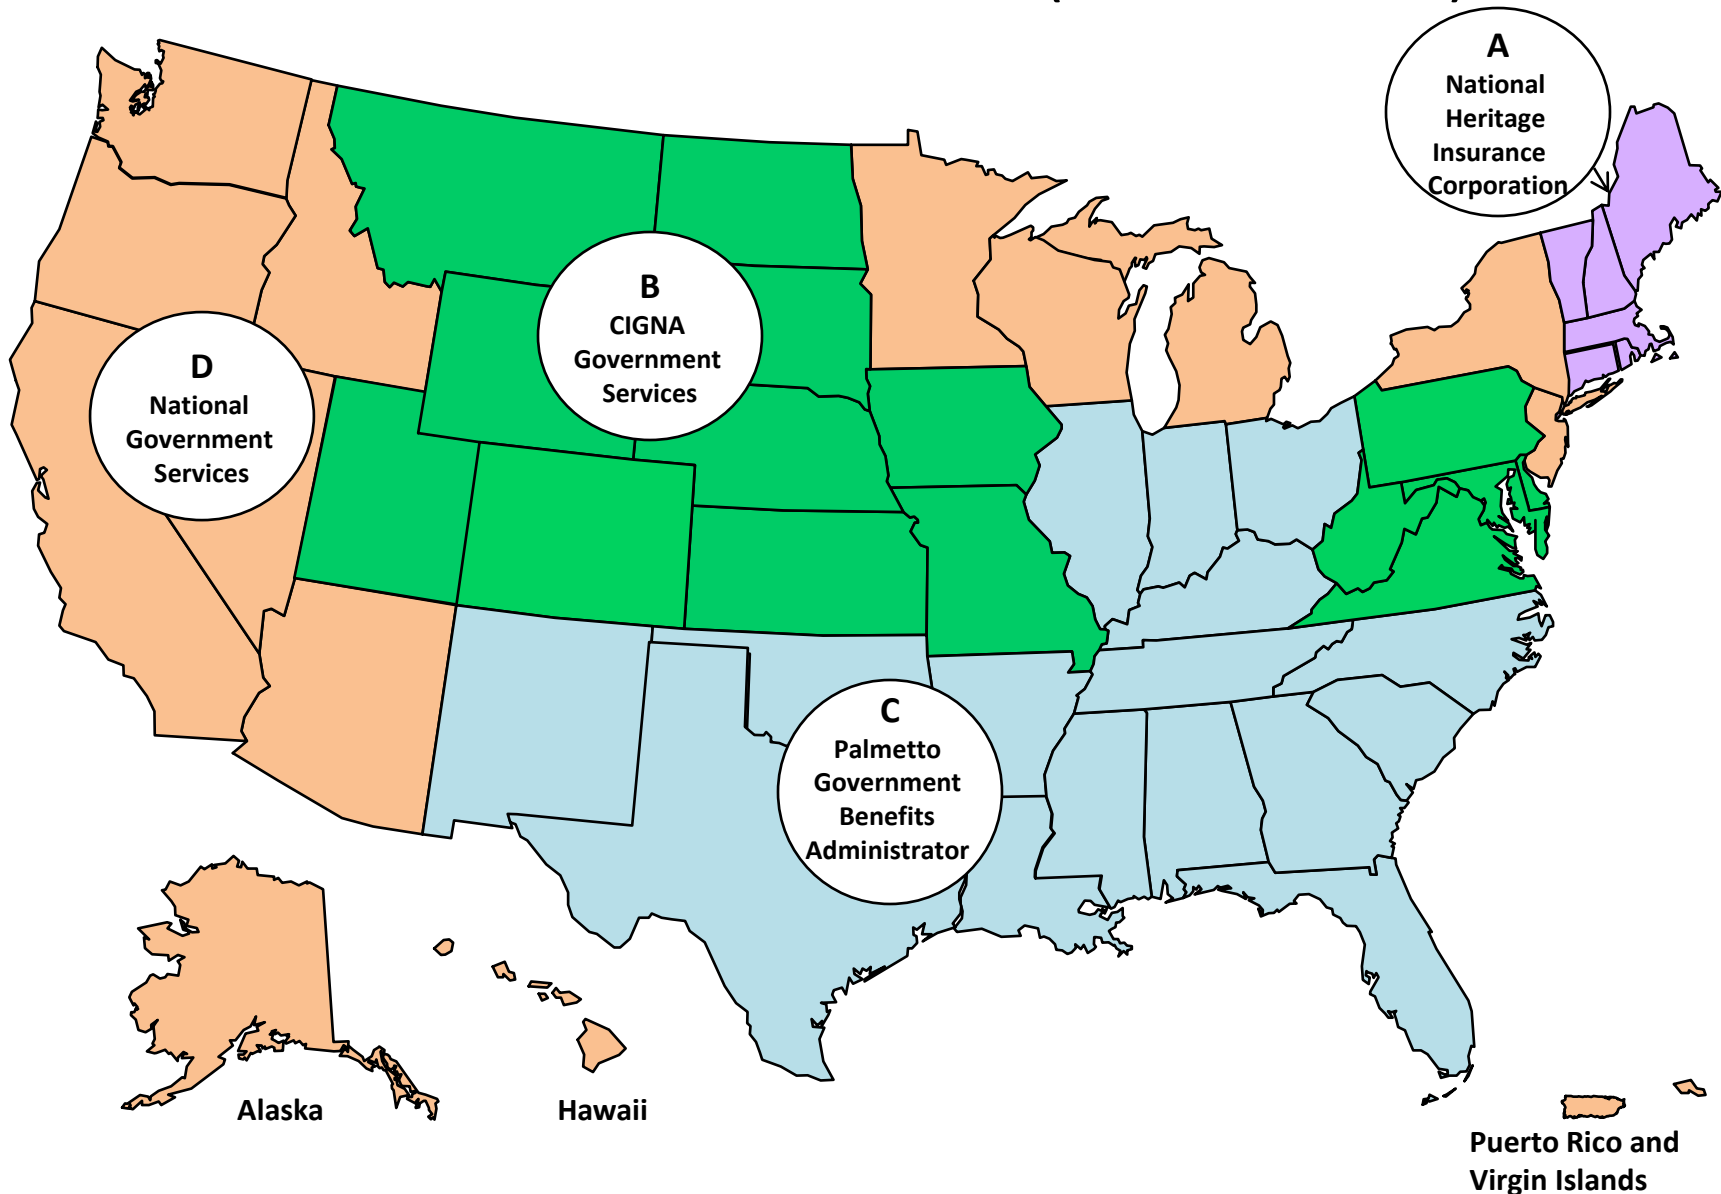 A
National
Heritage
Insurance
Corporation
B
CIGNA
Government
Services
D
National
Government
Services
C
Palmetto
Government
Benefits
Administrator
Alaska
Hawaii
Puerto Rico and
Virgin Islands